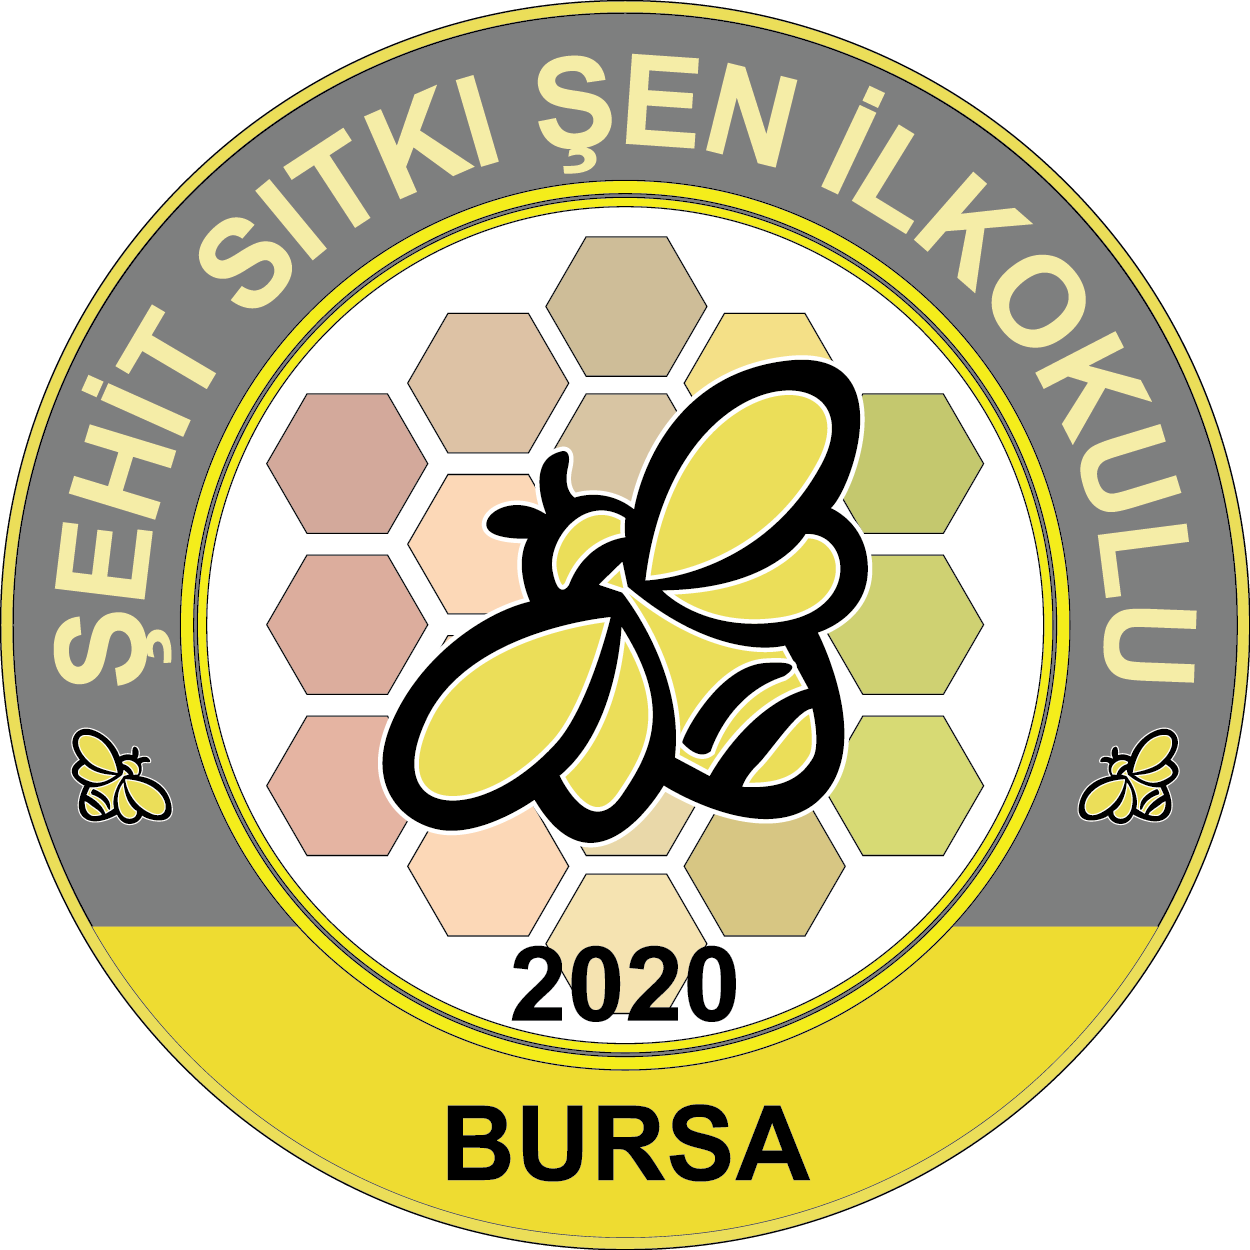 ŞEHİT SITKI ŞEN İLKOKULU
2020
BURSA